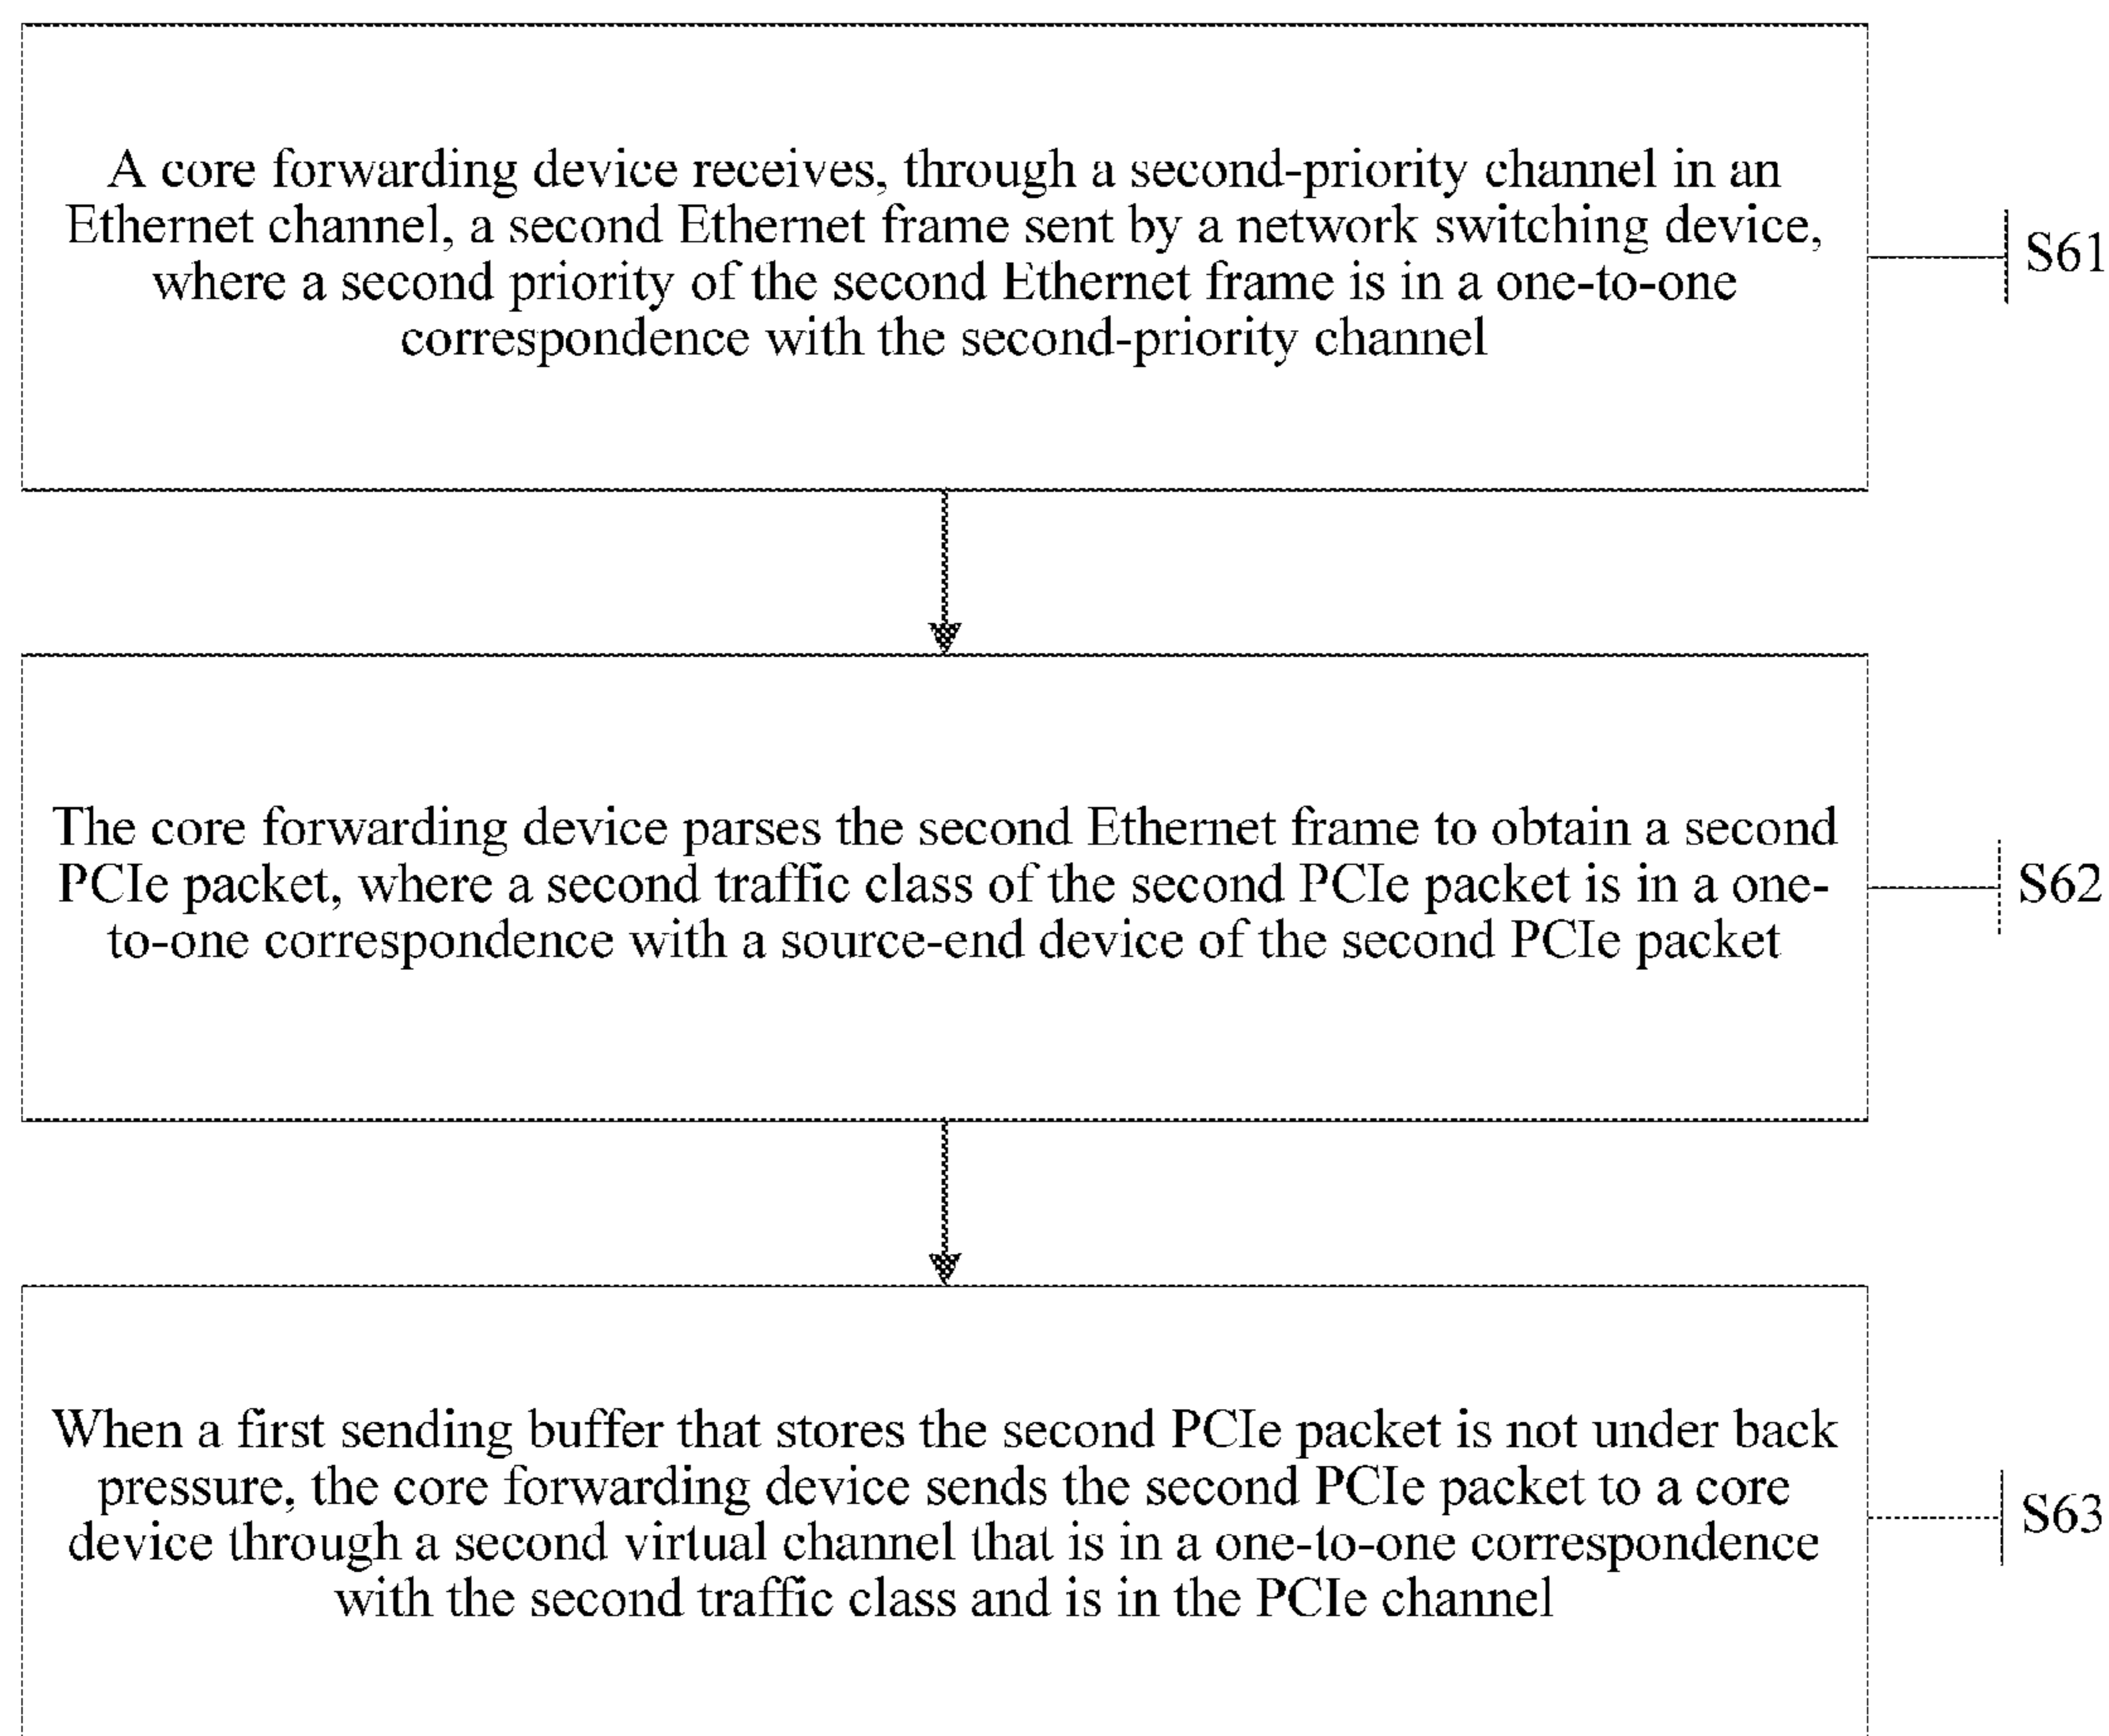 A core forwarding device receives, through a second-priority channel in an
Ethernet channel, a second Ethernet frame sent by a network switching device,
where a second priority of the second Ethernet frame is in a one-to-one
correspondence with the second-priority channel
S61
The core forwarding device parses the second Ethernet frame to obtain a second
PCIe packet, where a second traffic class of the second PCIe packet is in a one-
to-one correspondence with a source-end device of the second PCIe packet
S62
When a first sending buffer that stores the second PCIe packet is not under back
pressure, the core forwarding device sends the second PCIe packet to a core
device through a second virtual channel that is in a one-to-one correspondence
with the second traffic class and is in the PCIe channel
S63